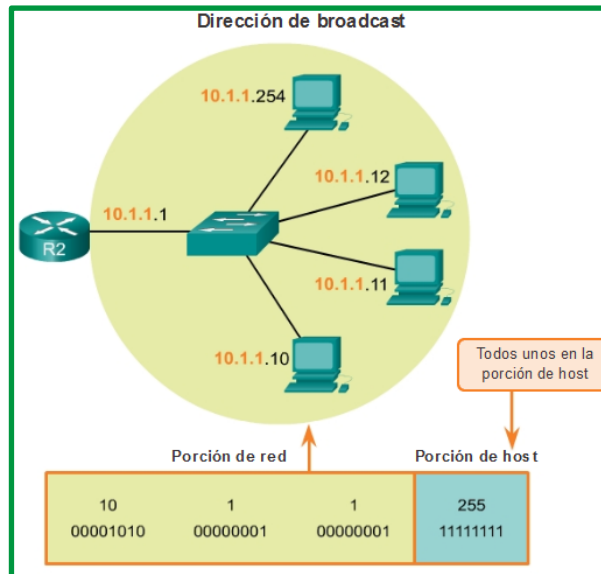 Dirección de broadcast
10.1.1.254
10.1.1.12
10.1.1.1
R2
10.1.1.11
10.1.1.10
Todos unos en la
porción de host
Porción de red
Porción de host
10 1 1 255
00001010 00000001 00000001 11111111